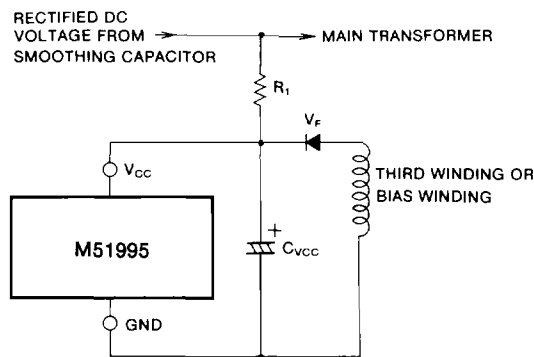 RECTIFIED DC
VOLTAGE FROM
SMOOTHING CAPACITOR
MAIN TRANSFORMER
R1
VF
VCC
THIRD WINDING OR
BIAS WINDING
M51995
+
CVCC
GND